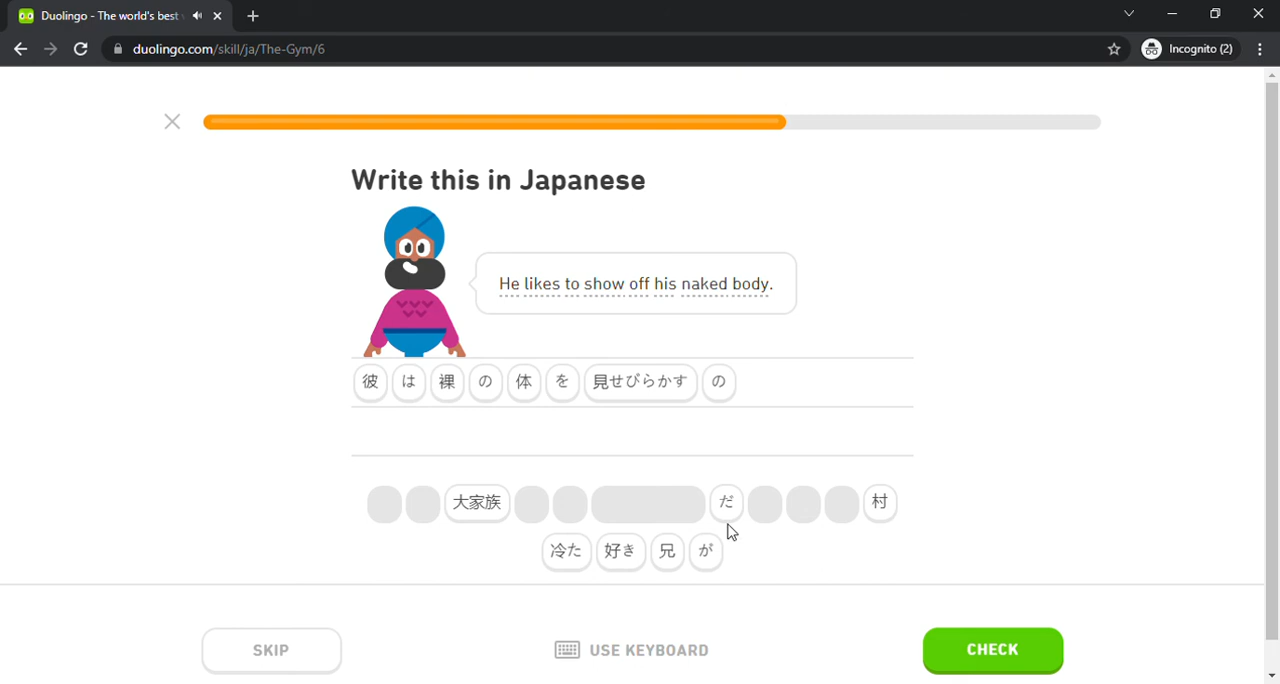 Duolingo - The world's best
duolingo.com/skill/ja/The-Gym/6
Incognito (2)
Write this in Japanese
He likes to show off his naked body.
彼 は 裸 の 体 を 見せびらかす の
大家族 だ 村
冷た 好き 兄 が
SKIP
USE KEYBOARD
CHECK